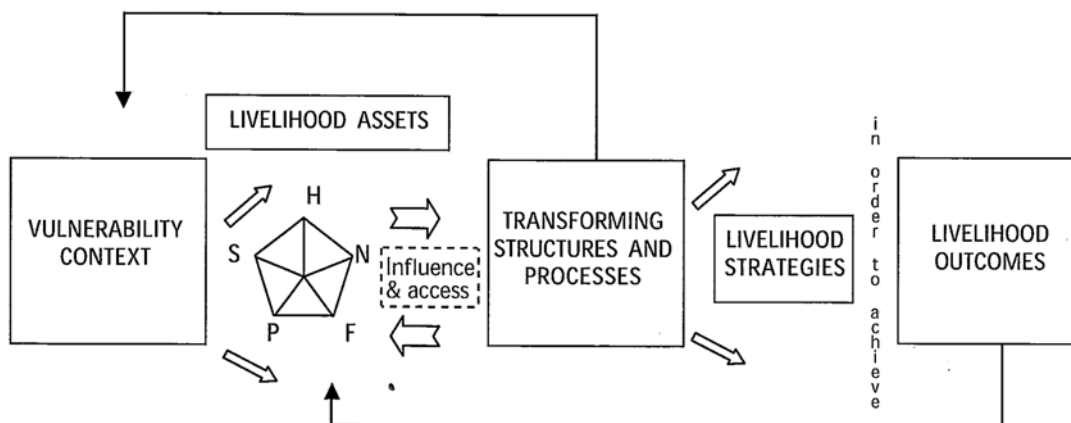 LIVELIHOOD ASSETS
VULNERABILITY
CONTEXT
H
S
N
P
F
Influence
& access
TRANSFORMING
STRUCTURES AND
PROCESSES
LIVELIHOOD
STRATEGIES
in order to achieve
LIVELIHOOD
OUTCOMES